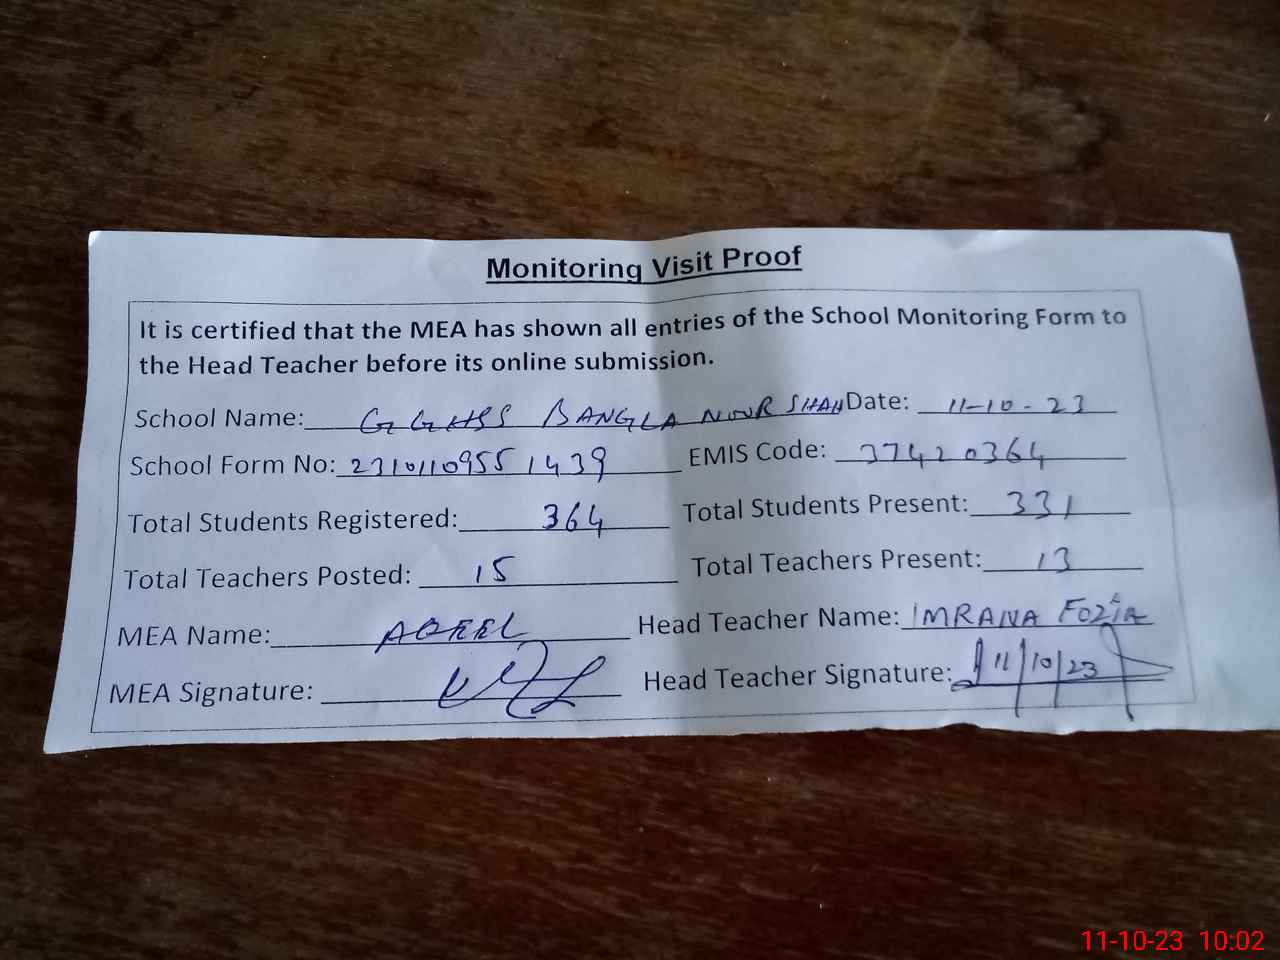 Monitoring Visit Proof
It is certified that the MEA has shown all entries of the School Monitoring Form to
the Head Teacher before its online submission.
School Name: GGHSS BANGLA NOOR SHAH Date: 11-10-23
School Form No: 23101109551439 EMIS Code: 37420364
Total Students Registered: 364 Total Students Present: 331
Total Teachers Posted: 15 Total Teachers Present: 13
MEA Name: AQEEL Head Teacher Name: IMRANA FOZIA
MEA Signature: Head Teacher Signature: 11/10/23
11-10-23 10:02